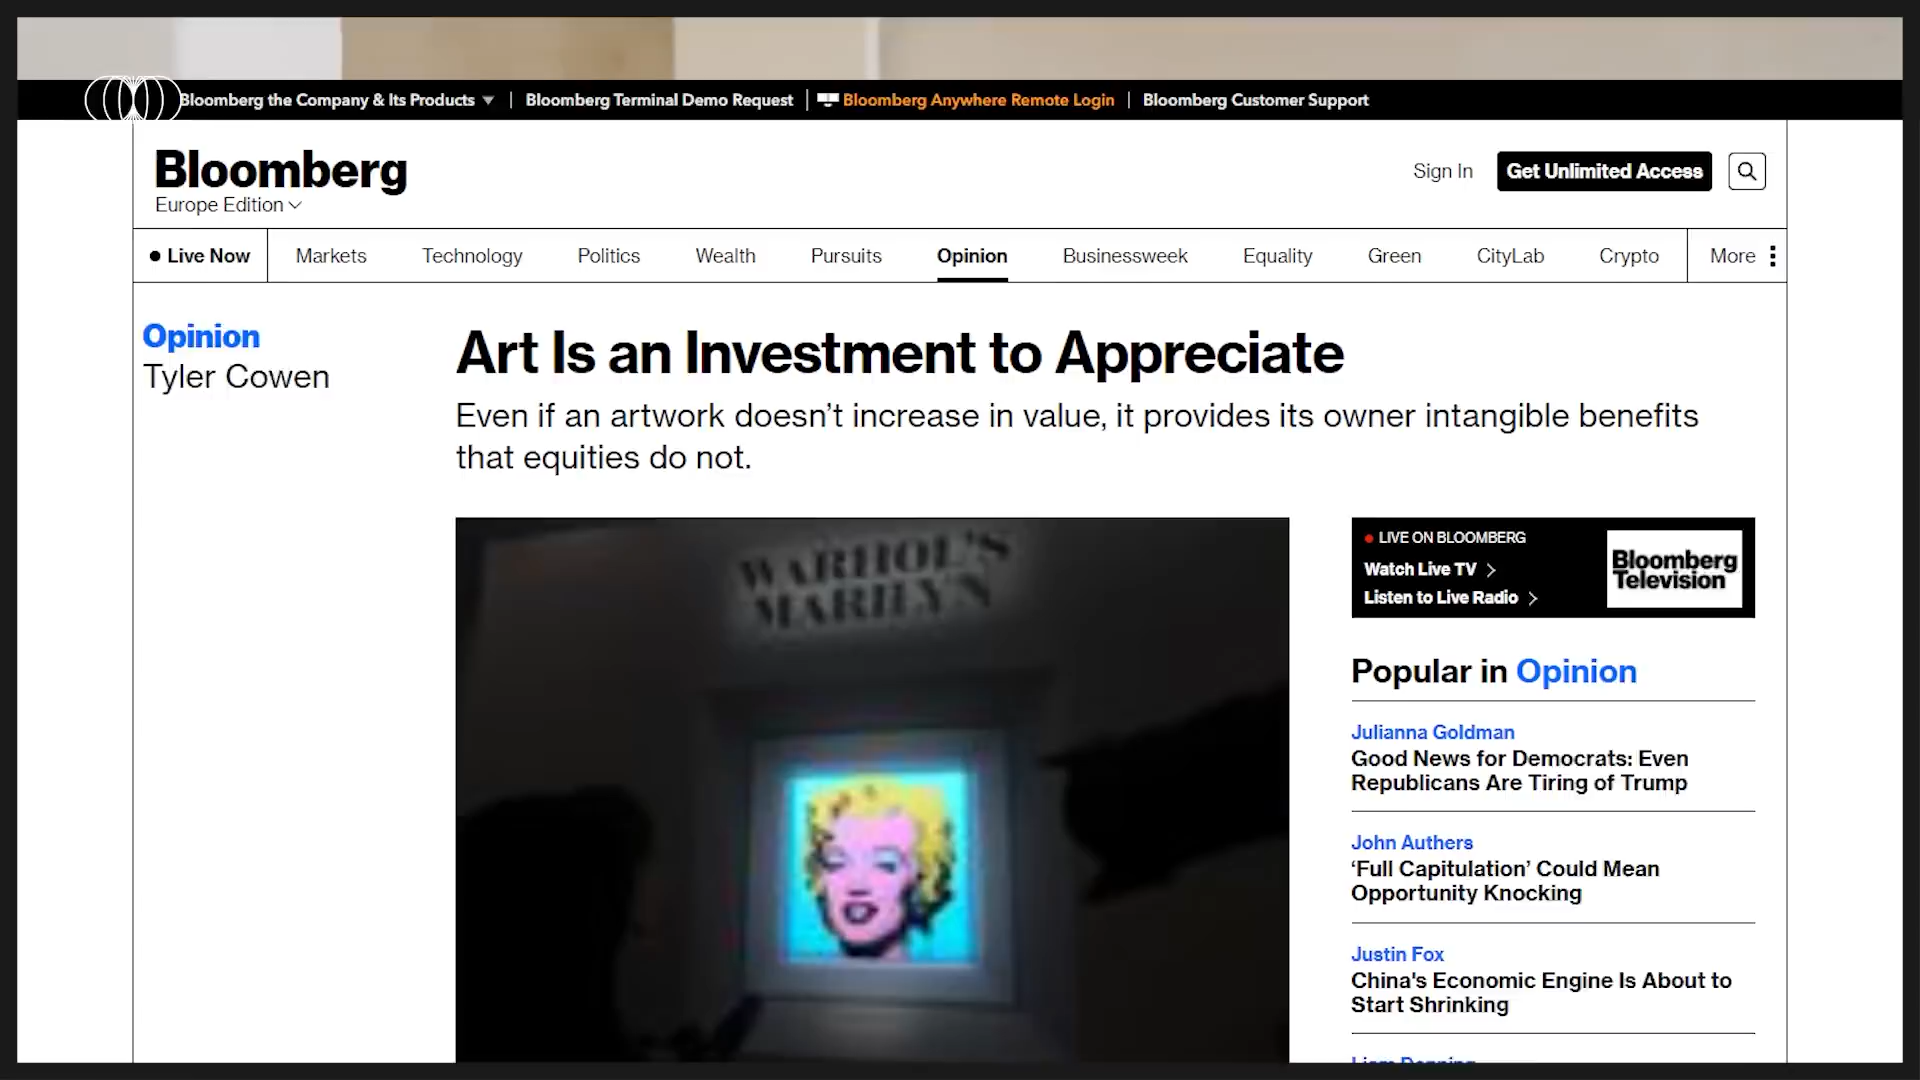 Bloomberg the Company & Its Products
Bloomberg Terminal Demo Request
Bloomberg Anywhere Remote Login
Bloomberg Customer Support
Bloomberg
Europe Edition
Sign In
Get Unlimited Access
Live Now
Markets
Technology
Politics
Wealth
Pursuits
Opinion
Businessweek
Equality
Green
CityLab
Crypto
More
Opinion
Tyler Cowen
Art Is an Investment to Appreciate
Even if an artwork doesn’t increase in value, it provides its owner intangible benefits
that equities do not.
WARHOL'S
MARILYN
LIVE ON BLOOMBERG
Watch Live TV
Listen to Live Radio
Bloomberg
Television
Popular in Opinion
Julianna Goldman
Good News for Democrats: Even
Republicans Are Tiring of Trump
John Authers
‘Full Capitulation’ Could Mean
Opportunity Knocking
Justin Fox
China's Economic Engine Is About to
Start Shrinking